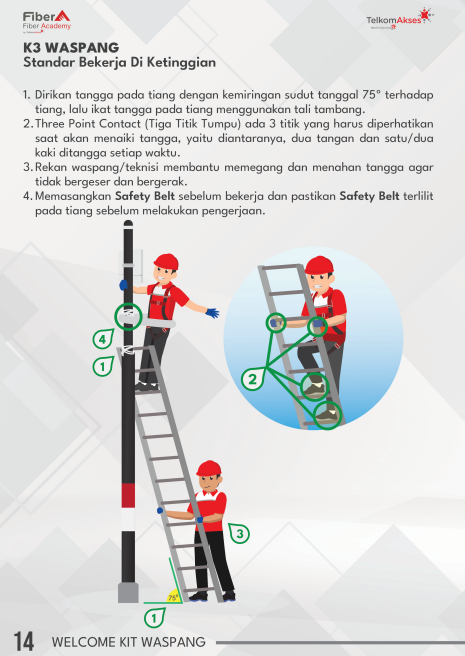 Fiber
Fiber Academy
TelkomAkses
K3 WASPANG
Standar Bekerja Di Ketinggian
1. Dirikan tangga pada tiang dengan kemiringan sudut tanggal 75° terhadap
tiang, lalu ikat tangga pada tiang menggunakan tali tambang.
2. Three Point Contact (Tiga Titik Tumpu) ada 3 titik yang harus diperhatikan
saat akan menaiki tangga, yaitu diantaranya, dua tangan dan satu/dua
kaki ditangga setiap waktu.
3. Rekan waspang/teknisi membantu memegang dan menahan tangga agar
tidak bergeser dan bergerak.
4. Memasangkan Safety Belt sebelum bekerja dan pastikan Safety Belt terlilit
pada tiang sebelum melakukan pengerjaan.
4
1
2
3
75°
1
14 WELCOME KIT WASPANG